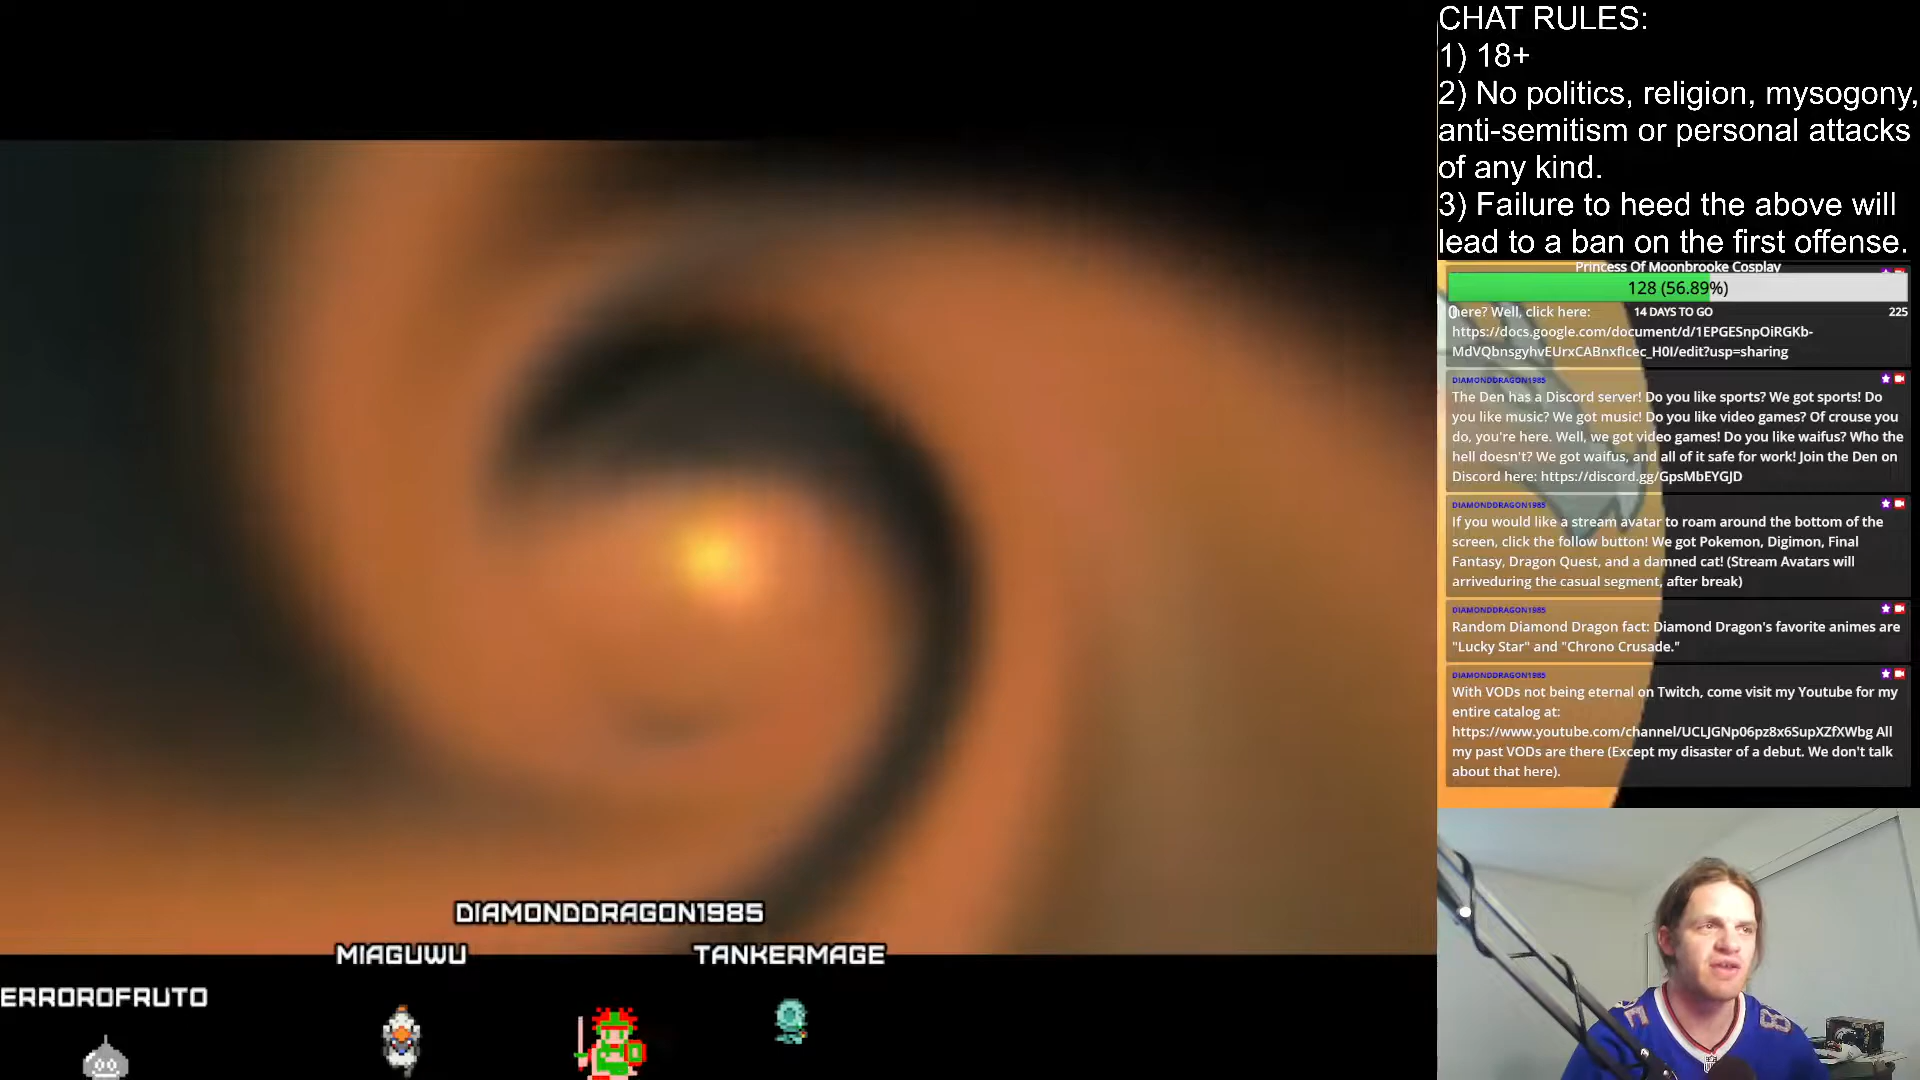 CHAT RULES:
1) 18+
2) No politics, religion, mysogony,
anti-semitism or personal attacks
of any kind.
3) Failure to heed the above will
lead to a ban on the first offense.
Princess Of Moonbrooke Cosplay
128 (56.89%)
0
14 DAYS TO GO
225
here? Well, click here:
https://docs.google.com/document/d/1EPGESnpOiRGKb-
MdVQbnsgyhvEUrxCABnxfIcec_H0I/edit?usp=sharing
DIAMONDDRAGON1985
The Den has a Discord server! Do you like sports? We got sports! Do
you like music? We got music! Do you like video games? Of crouse you
do, you're here. Well, we got video games! Do you like waifus? Who the
hell doesn't? We got waifus, and all of it safe for work! Join the Den on
Discord here: https://discord.gg/GpsMbEYGJD
DIAMONDDRAGON1985
If you would like a stream avatar to roam around the bottom of the
screen, click the follow button! We got Pokemon, Digimon, Final
Fantasy, Dragon Quest, and a damned cat! (Stream Avatars will
arriveduring the casual segment, after break)
DIAMONDDRAGON1985
Random Diamond Dragon fact: Diamond Dragon's favorite animes are
"Lucky Star" and "Chrono Crusade."
DIAMONDDRAGON1985
With VODs not being eternal on Twitch, come visit my Youtube for my
entire catalog at:
https://www.youtube.com/channel/UCLJGNp06pz8x6SupXZfXWbg All
my past VODs are there (Except my disaster of a debut. We don't talk
about that here).
DIAMONDDRAGON1985
MIAGUWU
TANKERMAGE
ERROROFRUTO